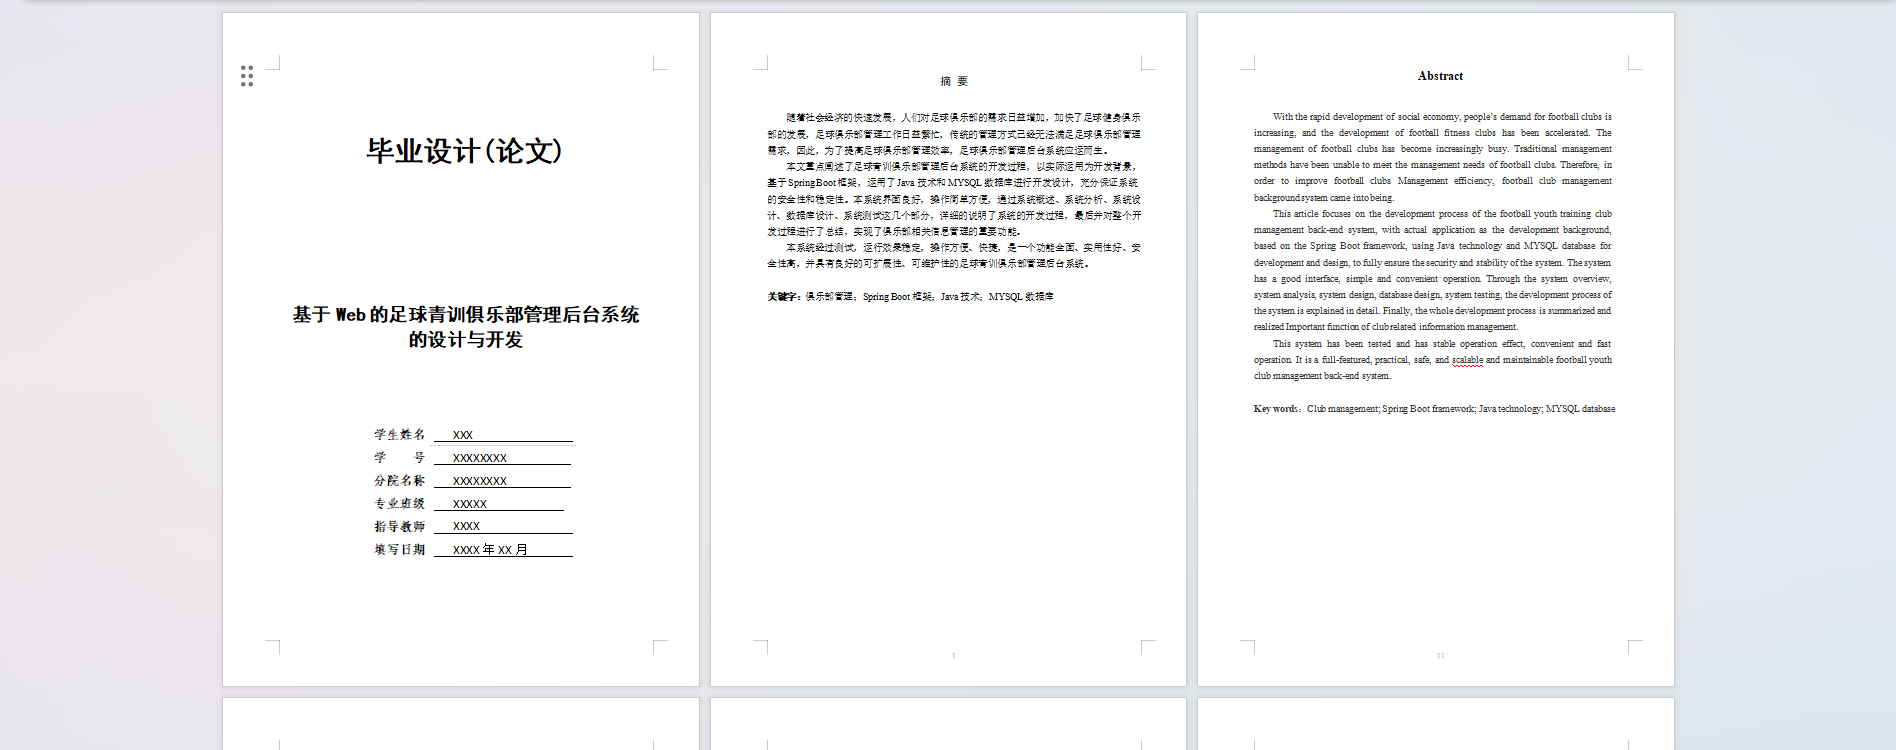 毕业设计(论文)
基于 Web 的足球青训俱乐部管理后台系统
的设计与开发
学生姓名 XXX
学 号 XXXXXXXX
分院名称 XXXXXXXX
专业班级 XXXXX
指导教师 XXXX
填写日期 XXXX 年 XX 月
摘 要
随着社会经济的快速发展，人们对足球俱乐部的需求日益增加，加快了足球健身俱乐
部的发展，足球俱乐部管理工作日益繁忙，传统的管理方式已经无法满足足球俱乐部管理
需求，因此，为了提高足球俱乐部管理效率，足球俱乐部管理后台系统应运而生。
本文重点阐述了足球青训俱乐部管理后台系统的开发过程，以实际运用为开发背景，
基于 Spring Boot 框架，运用了 Java 技术和 MYSQL 数据库进行开发设计，充分保证系统
的安全性和稳定性。本系统界面良好，操作简单方便，通过系统概述、系统分析、系统设
计、数据库设计、系统测试这几个部分，详细的说明了系统的开发过程，最后并对整个开
发过程进行了总结，实现了俱乐部相关信息管理的重要功能。
本系统经过测试，运行效果稳定，操作方便、快捷，是一个功能全面、实用性好、安
全性高，并具有良好的可扩展性、可维护性的足球青训俱乐部管理后台系统。
关键字：俱乐部管理；Spring Boot 框架；Java 技术；MYSQL 数据库
I
Abstract
With the rapid development of social economy, people's demand for football clubs is
increasing, and the development of football fitness clubs has been accelerated. The
management of football clubs has become increasingly busy. Traditional management
methods have been unable to meet the management needs of football clubs. Therefore, in
order to improve football clubs Management efficiency, football club management
background system came into being.
This article focuses on the development process of the football youth training club
management back-end system, with actual application as the development background,
based on the Spring Boot framework, using Java technology and MYSQL database for
development and design, to fully ensure the security and stability of the system. The system
has a good interface, simple and convenient operation. Through the system overview,
system analysis, system design, database design, system testing, the development process of
the system is explained in detail. Finally, the whole development process is summarized and
realized Important function of club related information management.
This system has been tested and has stable operation effect, convenient and fast
operation. It is a full-featured, practical, safe, and scalable and maintainable football youth
club management back-end system.
Key words：Club management; Spring Boot framework; Java technology; MYSQL database
II